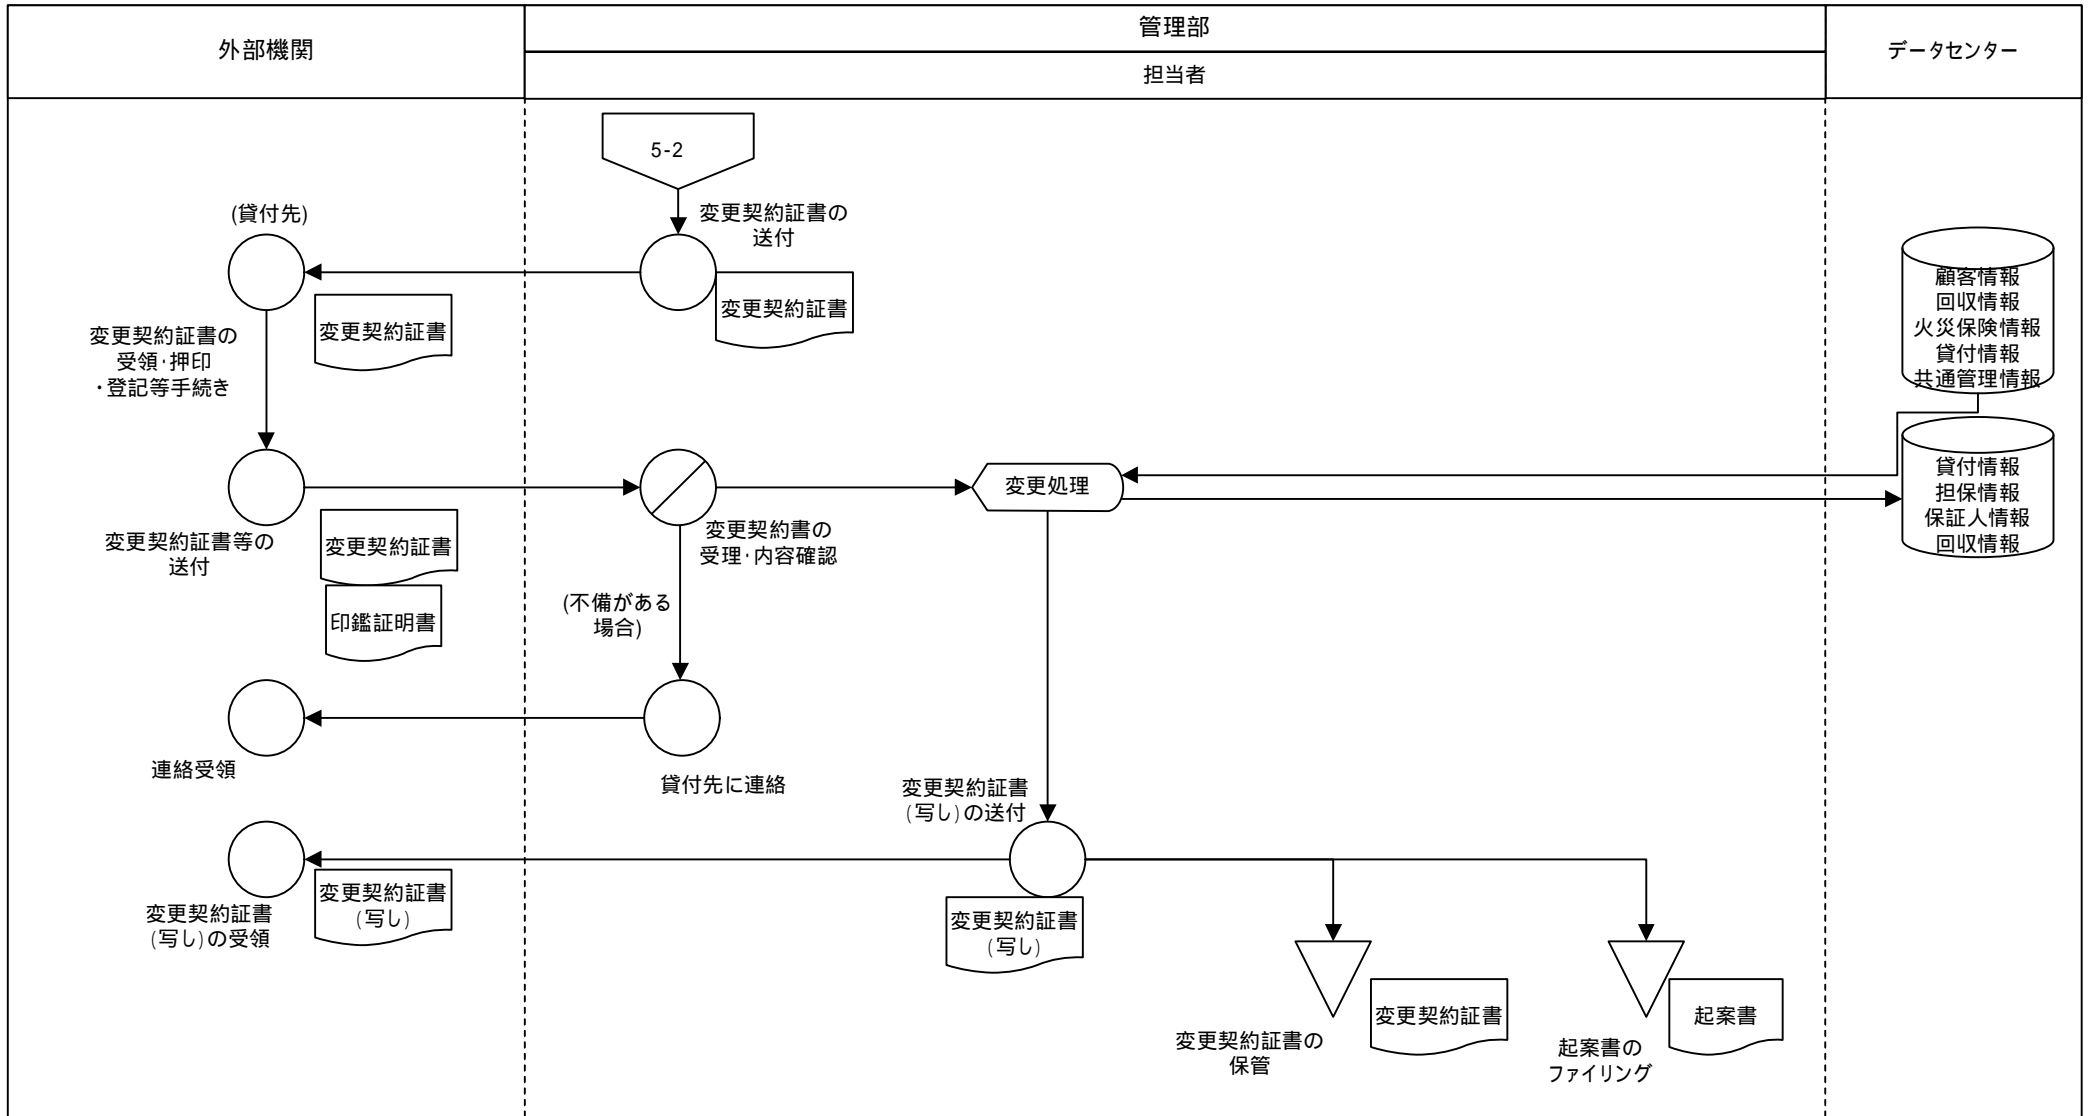 外部機関
管理部
担当者
データセンター
5-2
(貸付先)
変更契約証書の
送付
変更契約証書
変更契約証書
変更契約証書の
受領・押印
・登記等手続き
顧客情報
回収情報
火災保険情報
貸付情報
共通管理情報
変更契約証書等の
送付
変更契約証書
印鑑証明書
変更契約書の
受理・内容確認
変更処理
貸付情報
担保情報
保証人情報
回収情報
(不備がある
場合)
連絡受領
貸付先に連絡
変更契約証書
(写し)の送付
変更契約証書
(写し)の受領
変更契約証書
(写し)
変更契約証書
(写し)
変更契約証書の
保管
変更契約証書
起案書の
ファイリング
起案書